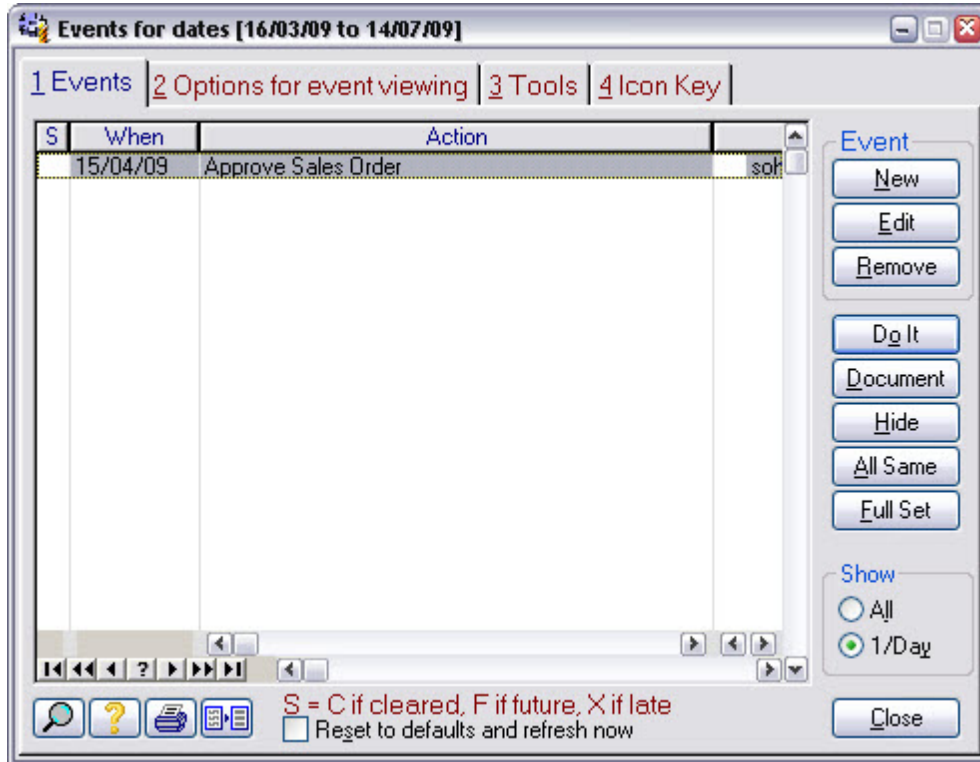 Events for dates [16/03/09 to 14/07/09]
1 Events 2 Options for event viewing 3 Tools 4 Icon Key
S When Action
15/04/09 Approve Sales Order soh
Event
New
Edit
Remove
Do It
Document
Hide
All Same
Full Set
Show
All
1/Day
?
?
S = C if cleared, F if future, X if late
Reset to defaults and refresh now
Close